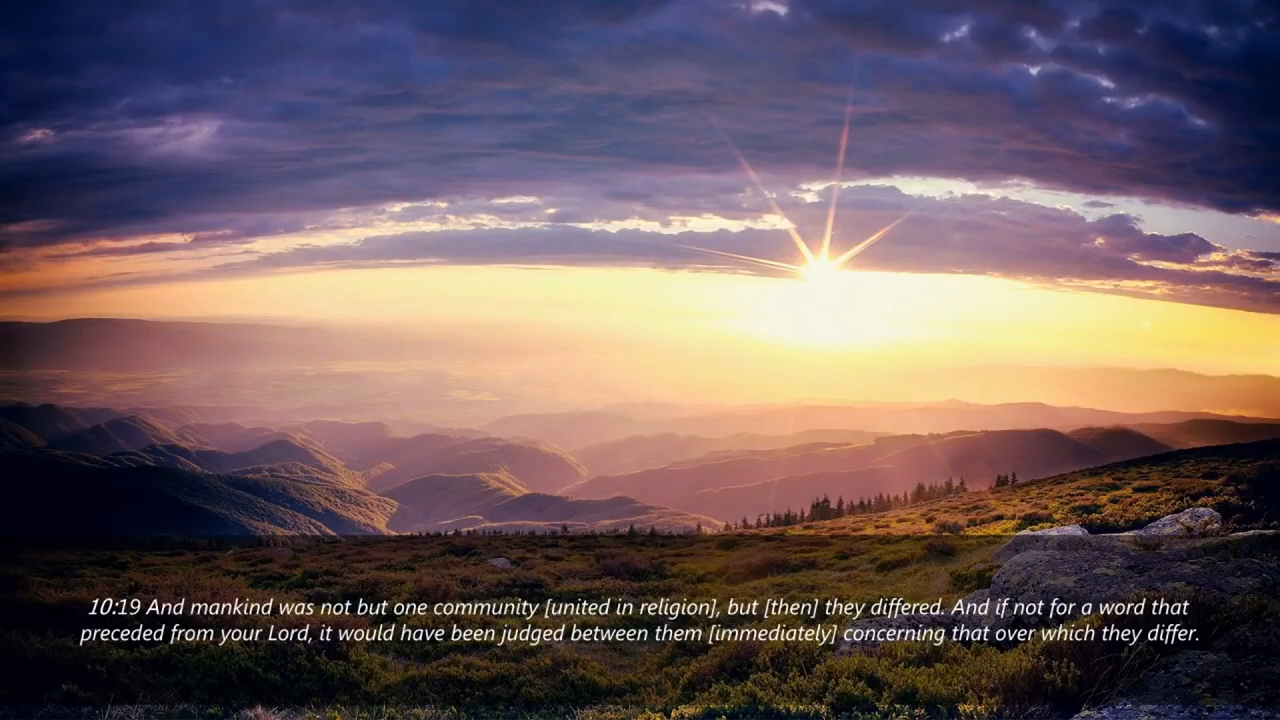 10:19 And mankind was not but one community [united in religion], but [then] they differed. And if not for a word that
preceded from your Lord, it would have been judged between them [immediately] concerning that over which they differ.